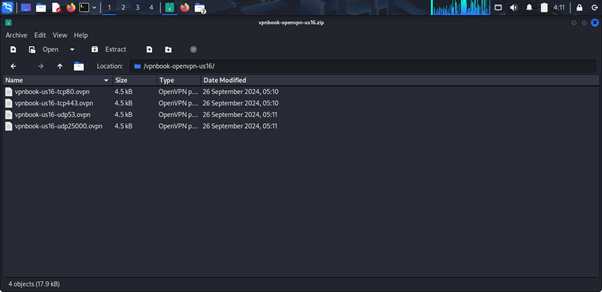 1 2 3 4 2 4:11
vpnbook-openvpn-us16.zip
Archive Edit View Help
Open Extract
Location: /vpnbook-openvpn-us16/
Name Size Type Date Modified
vpnbook-us16-tcp80.ovpn 4.5 kB OpenVPN p... 26 September 2024, 05:10
vpnbook-us16-tcp443.ovpn 4.5 kB OpenVPN p... 26 September 2024, 05:10
vpnbook-us16-udp53.ovpn 4.5 kB OpenVPN p... 26 September 2024, 05:11
vpnbook-us16-udp25000.ovpn 4.5 kB OpenVPN p... 26 September 2024, 05:11
4 objects (17.9 kB)